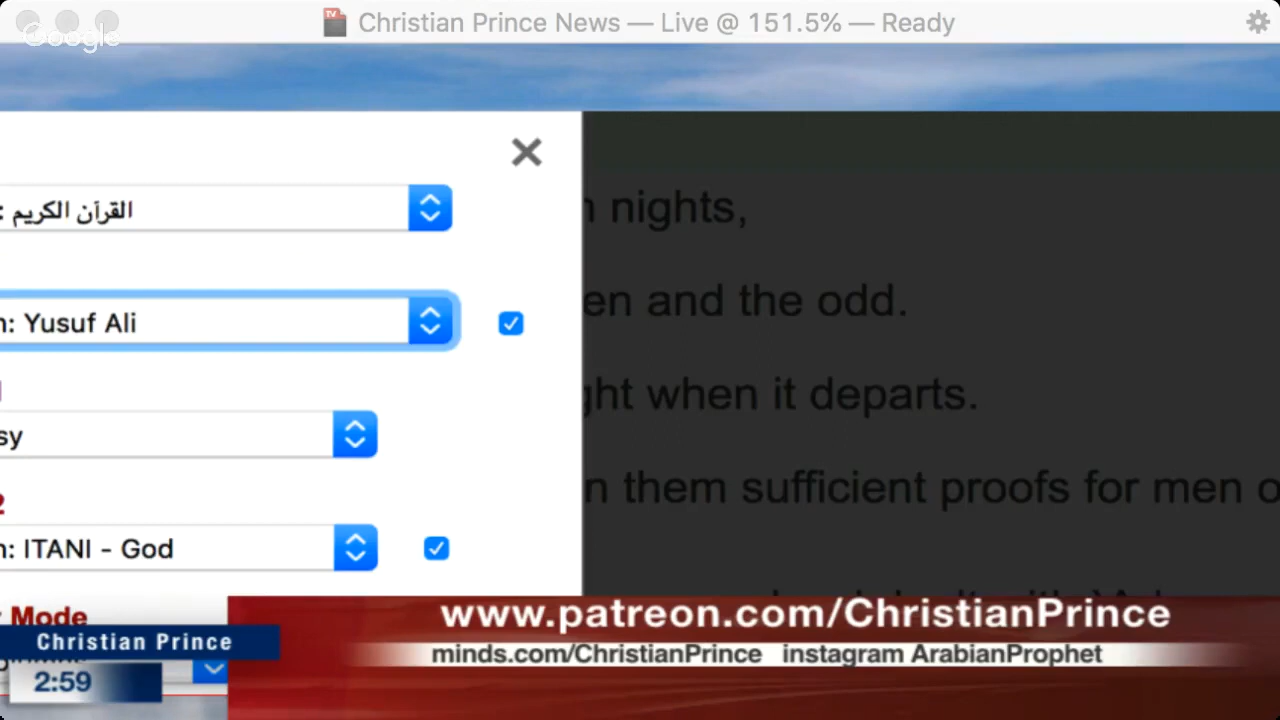 Christian Prince News — Live @ 151.5% — Ready
Google
: القرآن الكريم
nights,
n: Yusuf Ali
en and the odd.
ght when it departs.
sy
n them sufficient proofs for men o
2
n: ITANI - God
Mode
www.patreon.com/ChristianPrince
Christian Prince
minds.com/ChristianPrince instagram ArabianProphet
2:59